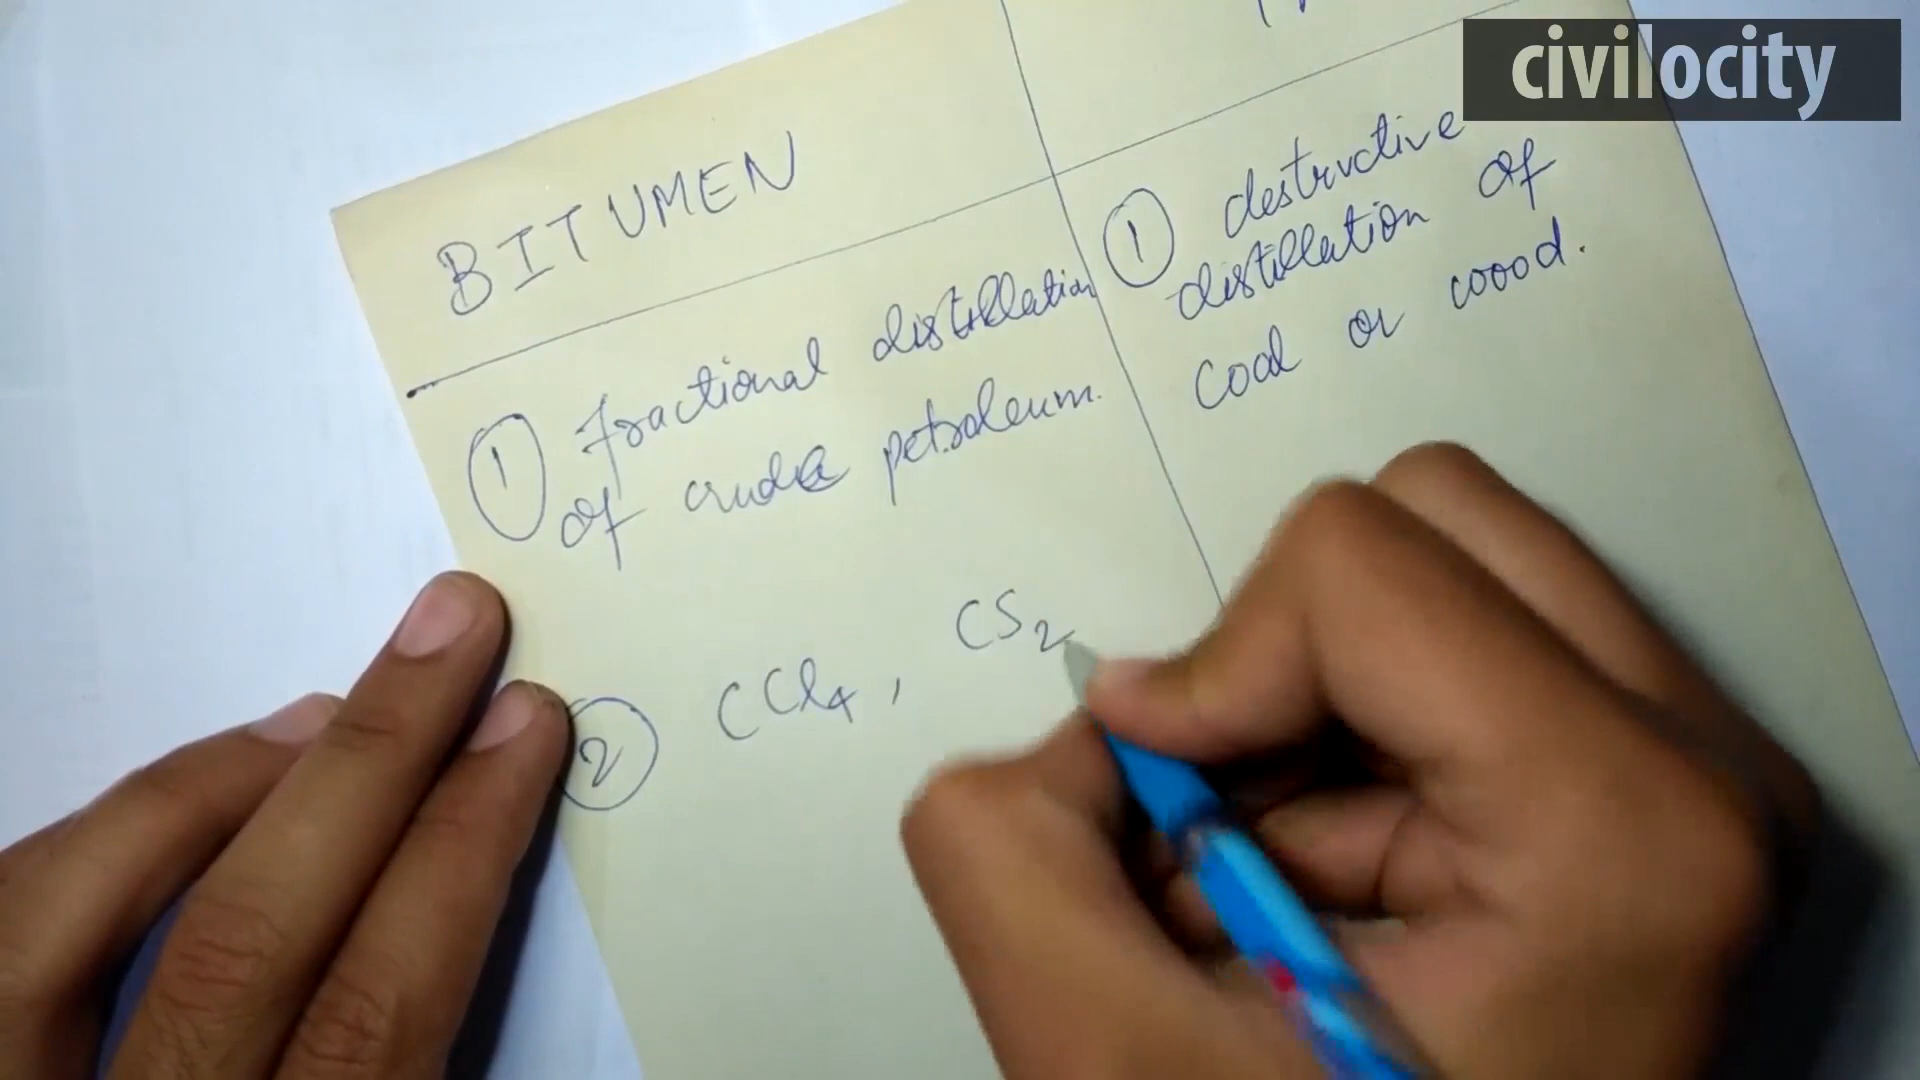 civilocity
BITUMEN
① fractional distillation
of crude petroleum.
② CCl4, CS2
① destructive
distillation of
coal or wood.